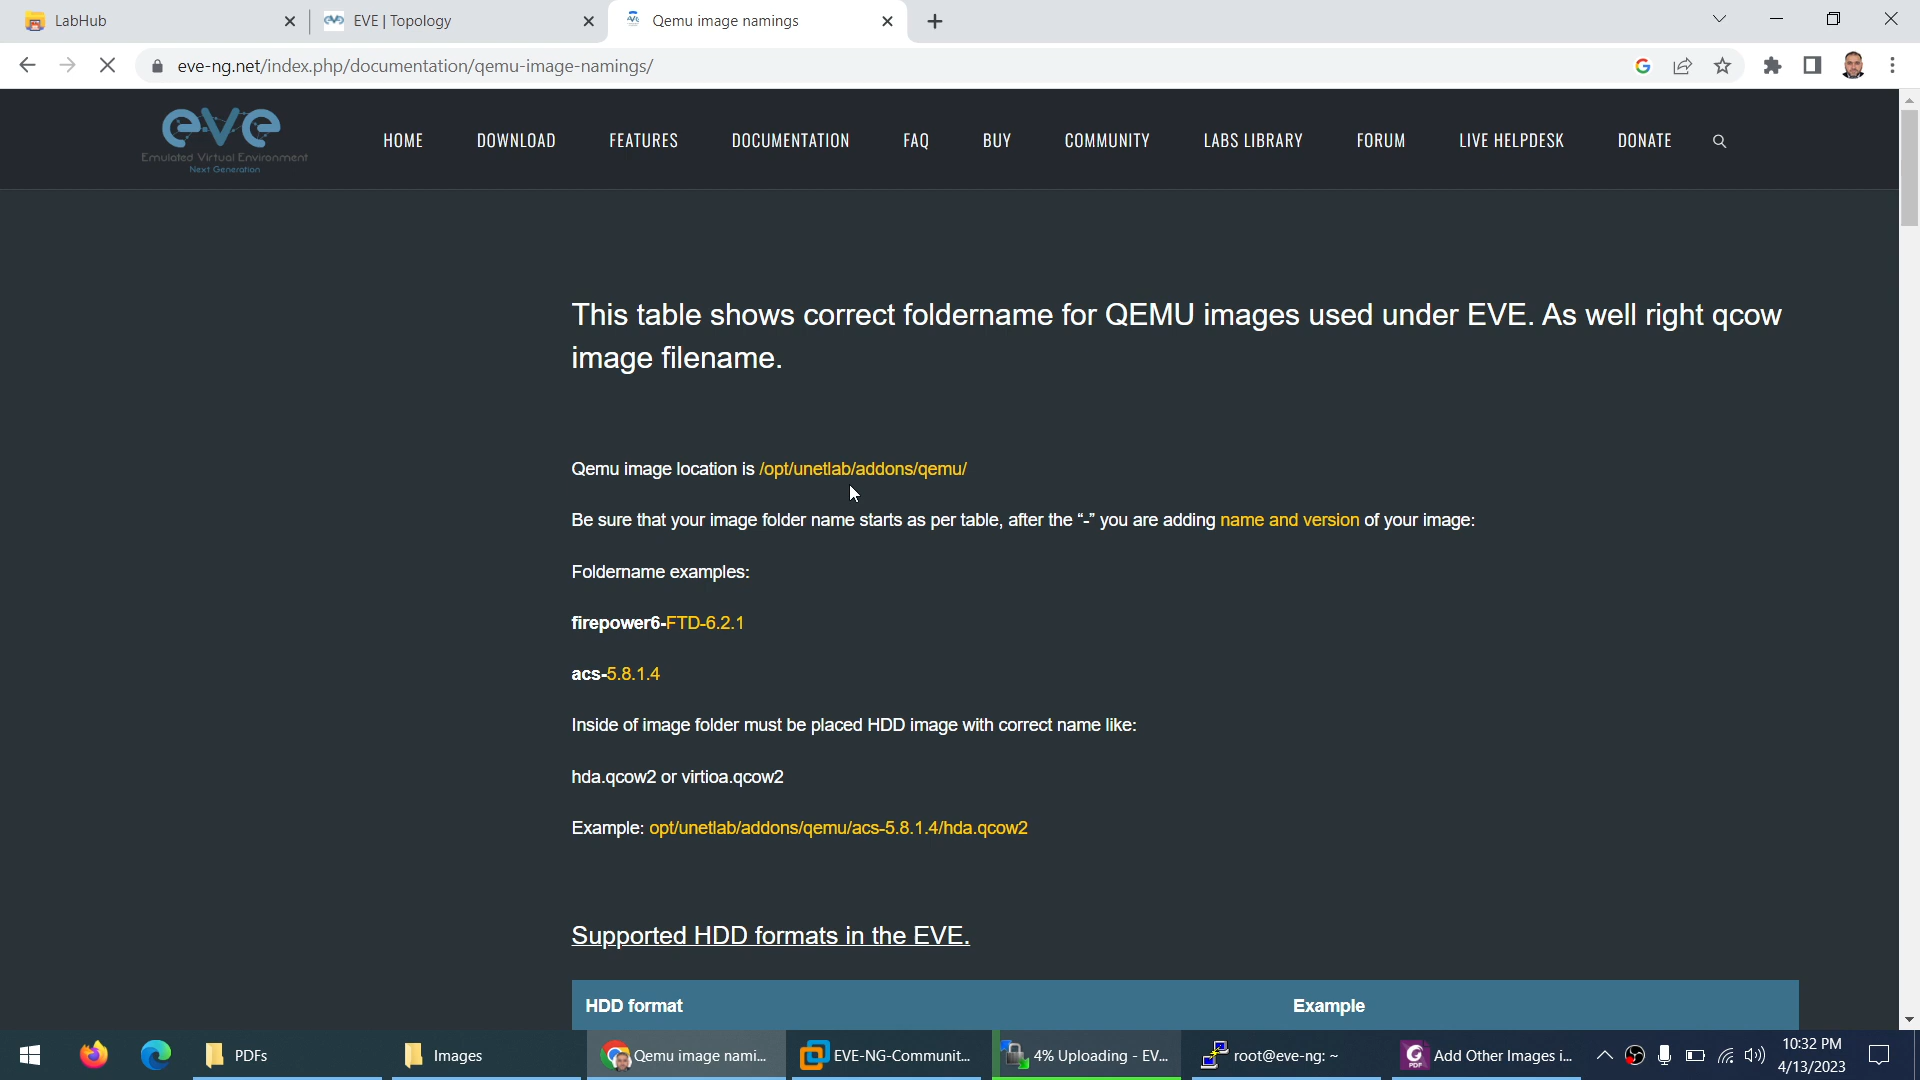 LabHub
EVE | Topology
Qemu image namings
eve-ng.net/index.php/documentation/qemu-image-namings/
eve
Emulated Virtual Environment
Next Generation
HOME
DOWNLOAD
FEATURES
DOCUMENTATION
FAQ
BUY
COMMUNITY
LABS LIBRARY
FORUM
LIVE HELPDESK
DONATE
This table shows correct foldername for QEMU images used under EVE. As well right qcow
image filename.
Qemu image location is /opt/unetlab/addons/qemu/
Be sure that your image folder name starts as per table, after the “-” you are adding name and version of your image:
Foldername examples:
firepower6-FTD-6.2.1
acs-5.8.1.4
Inside of image folder must be placed HDD image with correct name like:
hda.qcow2 or virtioa.qcow2
Example: opt/unetlab/addons/qemu/acs-5.8.1.4/hda.qcow2
Supported HDD formats in the EVE.
HDD format
Example
PDFs
Images
Qemu image nami...
EVE-NG-Communit...
4% Uploading - EV...
root@eve-ng: ~
Add Other Images i...
10:32 PM
4/13/2023